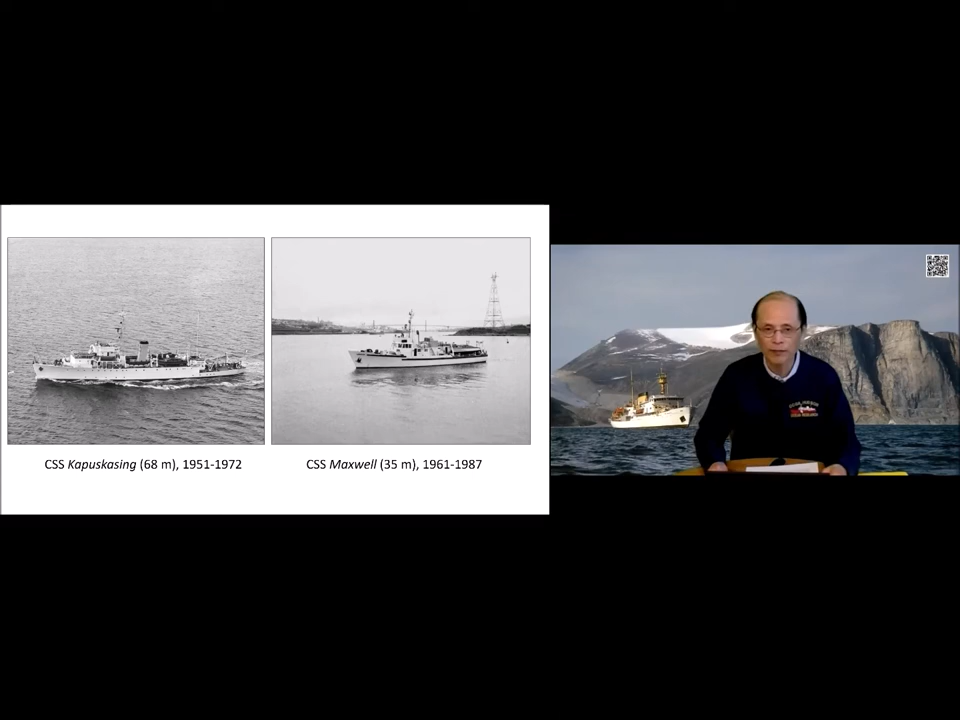 CSS Kapuskasing (68 m), 1951-1972
CSS Maxwell (35 m), 1961-1987